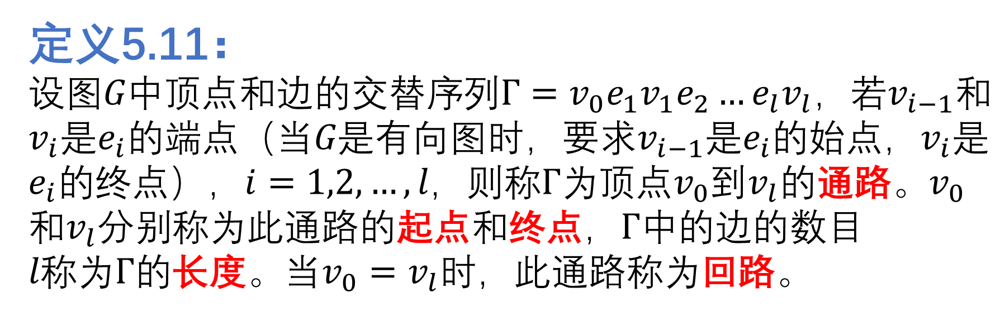 定义5.11：
设图G中顶点和边的交替序列Γ = v₀e₁v₁e₂ … eₗvₗ，若vᵢ₋₁和
vᵢ是eᵢ的端点（当G是有向图时，要求vᵢ₋₁是eᵢ的始点，vᵢ是
eᵢ的终点），i = 1,2, … , l，则称Γ为顶点v₀到vₗ的通路。v₀
和vₗ分别称为此通路的起点和终点，Γ中的边的数目
l称为Γ的长度。当v₀ = vₗ时，此通路称为回路。